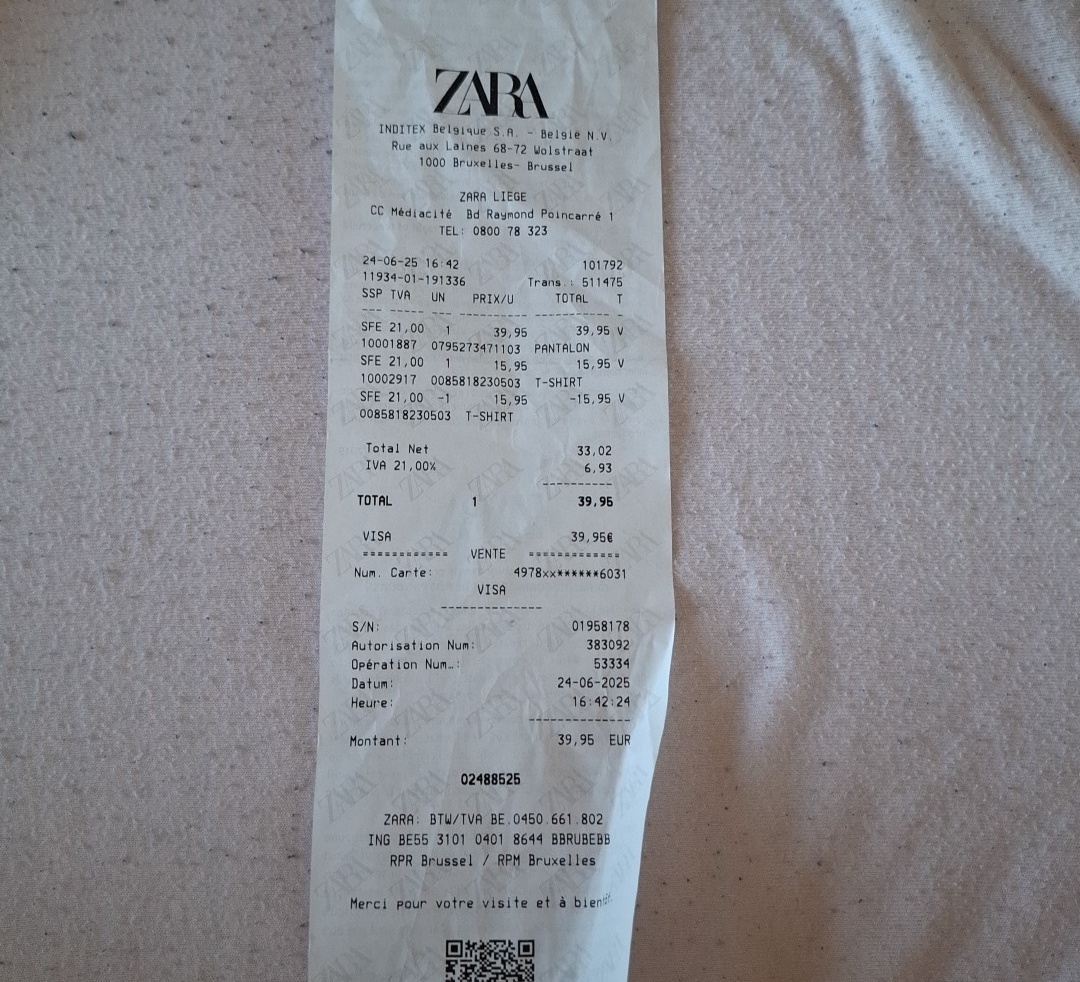 ZARA
INDITEX Belgique S.A. - Belgie N.V.
Rue aux Laines 68-72 Wolstraat
1000 Bruxelles- Brussel
ZARA LIEGE
CC Médiacité Bd Raymond Poincarré 1
TEL: 0800 78 323
24-06-25 16:42 101792
11934-01-191336 Trans.: 511475
SSP TVA UN PRIX/U TOTAL T
SFE 21,00 1 39,95 39,95 V
10001887 0795273471103 PANTALON
SFE 21,00 1 15,95 15,95 V
10002917 0085818230503 T-SHIRT
SFE 21,00 -1 15,95 -15,95 V
0085818230503 T-SHIRT
Total Net 33,02
IVA 21,00% 6,93
TOTAL 1 39,95
VISA 39,95€
============ VENTE =============
Num. Carte: 4978xx******6031
VISA
S/N: 01958178
Autorisation Num: 383092
Opération Num.: 53334
Datum: 24-06-2025
Heure: 16:42:24
Montant: 39,95 EUR
02488525
ZARA: BTW/TVA BE.0450.661.802
ING BE55 3101 0401 8644 BBRUBEBB
RPR Brussel / RPM Bruxelles
Merci pour votre visite et à